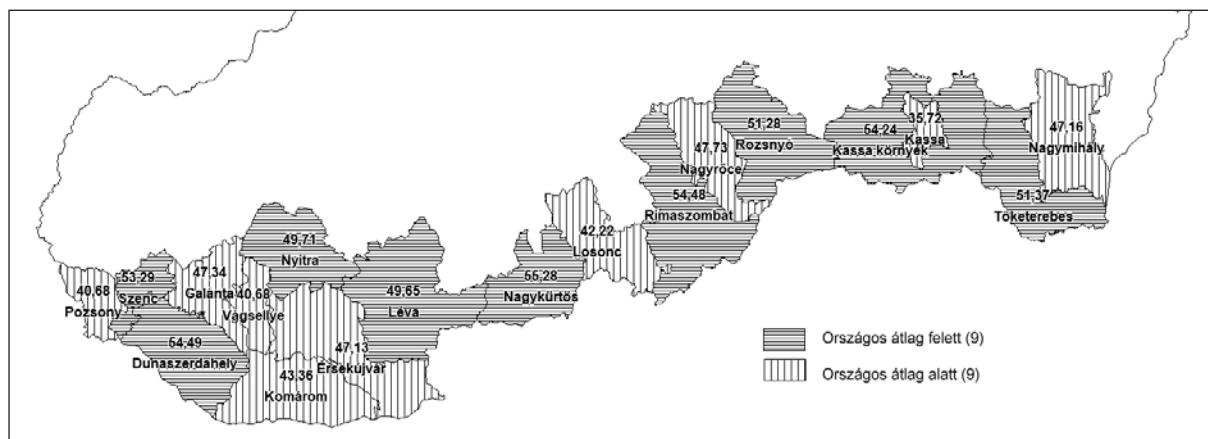 40,68
Pozsony
53,29
Szenc
47,34
Galanta
40,68
Vágsellye
54,49
Dunaszerdahely
49,71
Nyitra
43,36
Komárom
47,13
Érsekújvár
49,65
Léva
55,28
Nagykürtös
42,22
Losonc
54,48
Rimaszombat
47,73
Nagyrőce
51,28
Rozsnyó
54,24
Kassa környék
35,72
Kassa
51,37
Tőketerebes
47,16
Nagymihály
Országos átlag felett (9)
Országos átlag alatt (9)